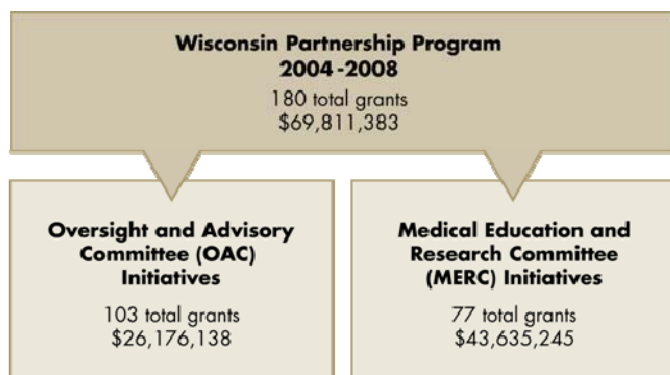 Wisconsin Partnership Program
2004-2008
180 total grants
$69,811,383
Oversight and Advisory
Committee (OAC)
Initiatives
103 total grants
$26,176,138
Medical Education and
Research Committee
(MERC) Initiatives
77 total grants
$43,635,245